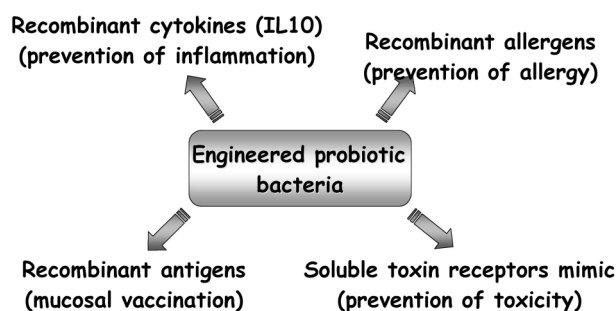 Recombinant cytokines (IL10)
(prevention of inflammation)
Recombinant allergens
(prevention of allergy)
Engineered probiotic
bacteria
Recombinant antigens
(mucosal vaccination)
Soluble toxin receptors mimic
(prevention of toxicity)